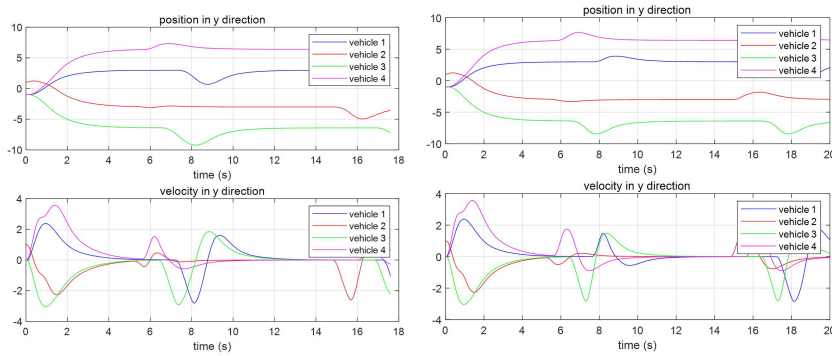 position in y direction
10
5
0
-5
-10
vehicle 1
vehicle 2
vehicle 3
vehicle 4
0 2 4 6 8 10 12 14 16 18
time (s)
velocity in y direction
4
2
0
-2
-4
vehicle 1
vehicle 2
vehicle 3
vehicle 4
0 2 4 6 8 10 12 14 16 18
time (s)
position in y direction
10
5
0
-5
-10
vehicle 1
vehicle 2
vehicle 3
vehicle 4
0 2 4 6 8 10 12 14 16 18 20
time (s)
velocity in y direction
4
2
0
-2
-4
vehicle 1
vehicle 2
vehicle 3
vehicle 4
0 2 4 6 8 10 12 14 16 18 20
time (s)